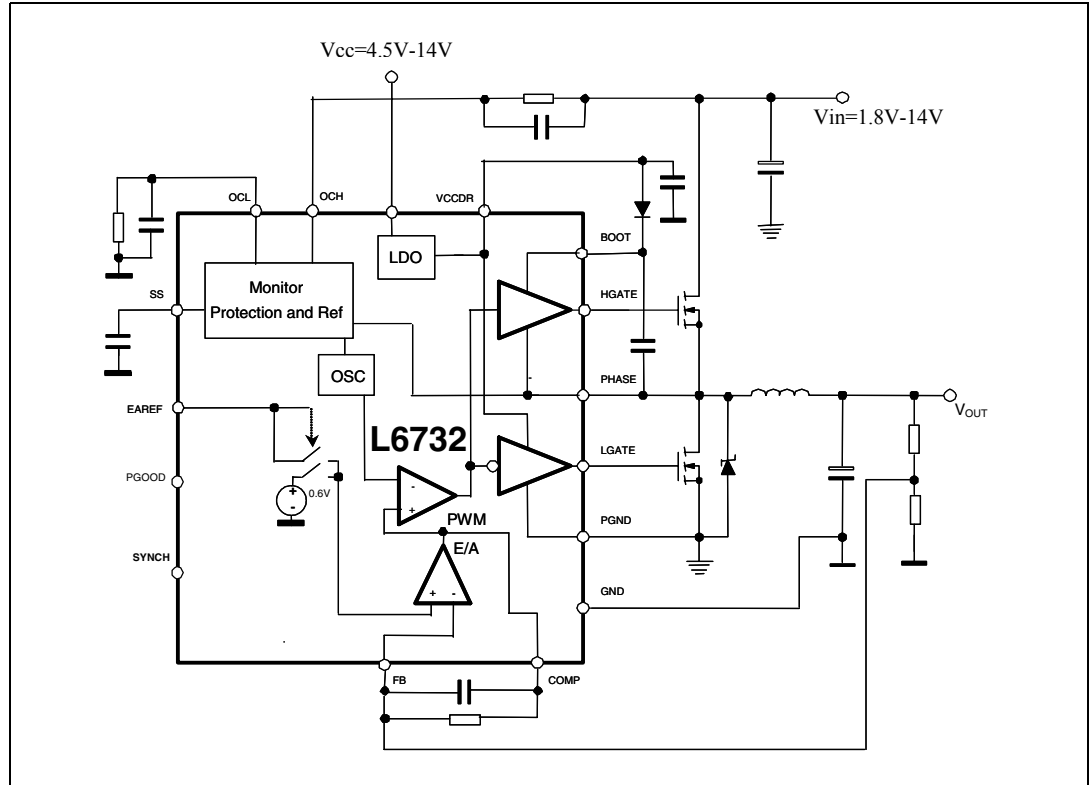 Vcc=4.5V-14V
Vin=1.8V-14V
OCL
OCH
VCCDR
LDO
BOOT
Monitor
Protection and Ref
HGATE
SS
OSC
PHASE
EAREF
L6732
LGATE
PGOOD
+
-
0.6V
-
+
PWM
E/A
+ -
PGND
SYNCH
GND
FB
COMP
VOUT
-